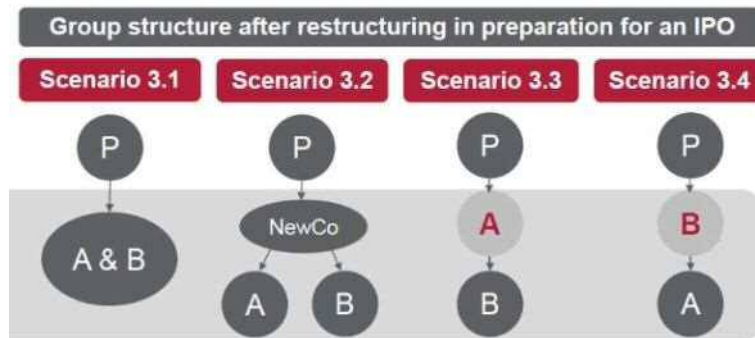 Group structure after restructuring in preparation for an IPO
Scenario 3.1 Scenario 3.2 Scenario 3.3 Scenario 3.4
P P P P
A & B NewCo A B
A B B A